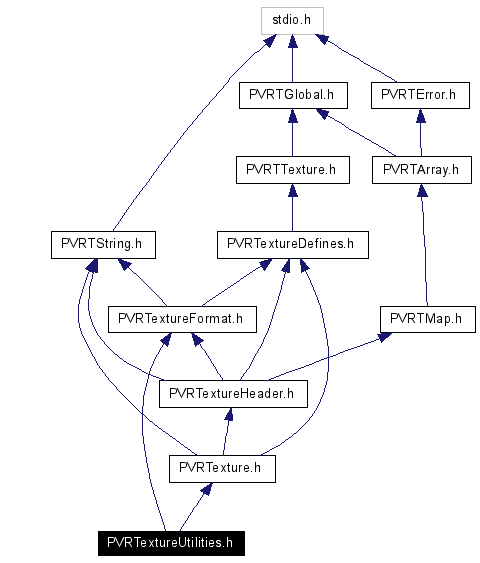 stdio.h
PVRTGlobal.h
PVRTError.h
PVRTTexture.h
PVRTArray.h
PVRTString.h
PVRTextureDefines.h
PVRTextureFormat.h
PVRTMap.h
PVRTextureHeader.h
PVRTexture.h
PVRTextureUtilities.h